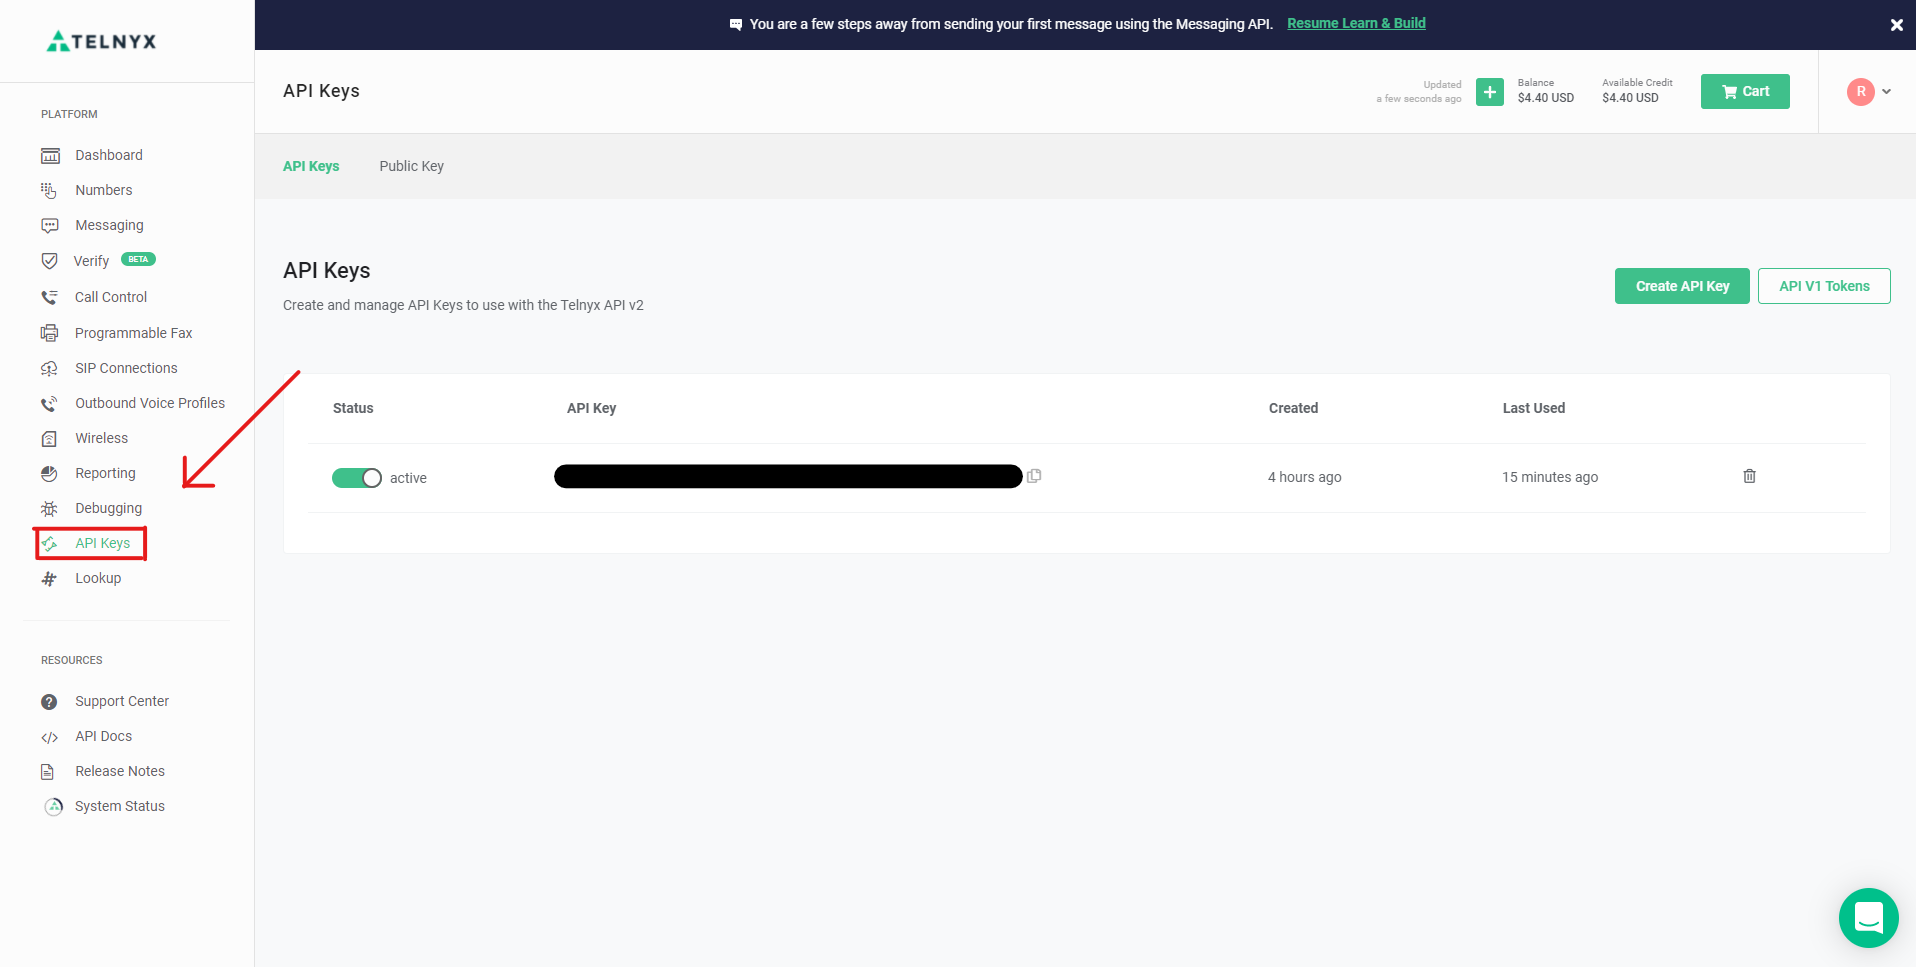 You are a few steps away from sending your first message using the Messaging API. Resume Learn & Build
TELNYX
API Keys
Updated
a few seconds ago
Balance
$4.40 USD
Available Credit
$4.40 USD
Cart
R
PLATFORM
Dashboard
Numbers
Messaging
Verify BETA
Call Control
Programmable Fax
SIP Connections
Outbound Voice Profiles
Wireless
Reporting
Debugging
API Keys
Lookup
RESOURCES
Support Center
API Docs
Release Notes
System Status
API Keys Public Key
API Keys
Create and manage API Keys to use with the Telnyx API v2
Create API Key API V1 Tokens
Status API Key Created Last Used
active 4 hours ago 15 minutes ago